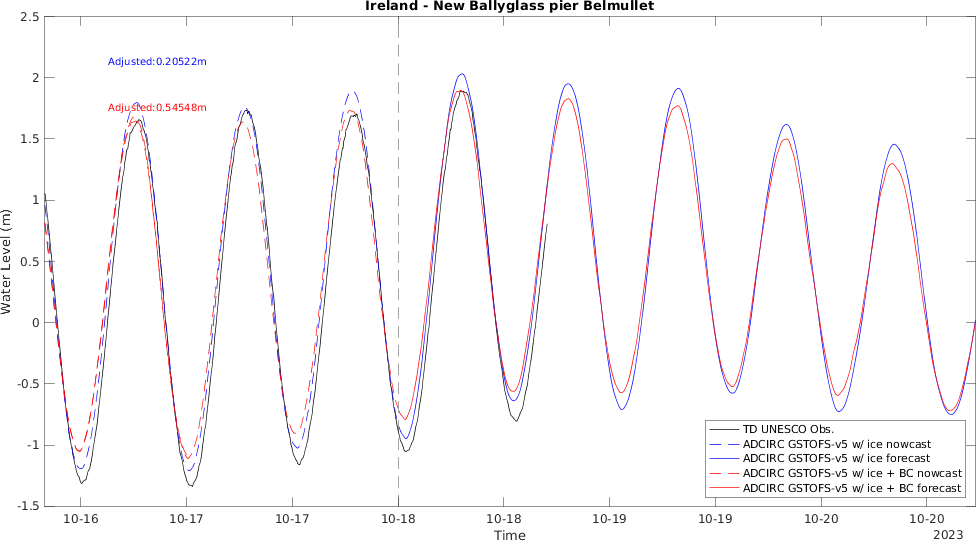 Ireland - New Ballyglass pier Belmullet
2.5
2
1.5
1
0.5
0
-0.5
-1
-1.5
Water Level (m)
Adjusted:0.20522m
Adjusted:0.54548m
TD UNESCO Obs.
ADCIRC GSTOFS-v5 w/ ice nowcast
ADCIRC GSTOFS-v5 w/ ice forecast
ADCIRC GSTOFS-v5 w/ ice + BC nowcast
ADCIRC GSTOFS-v5 w/ ice + BC forecast
10-16 10-17 10-17 10-18 10-18 10-19 10-19 10-20 10-20
Time
2023